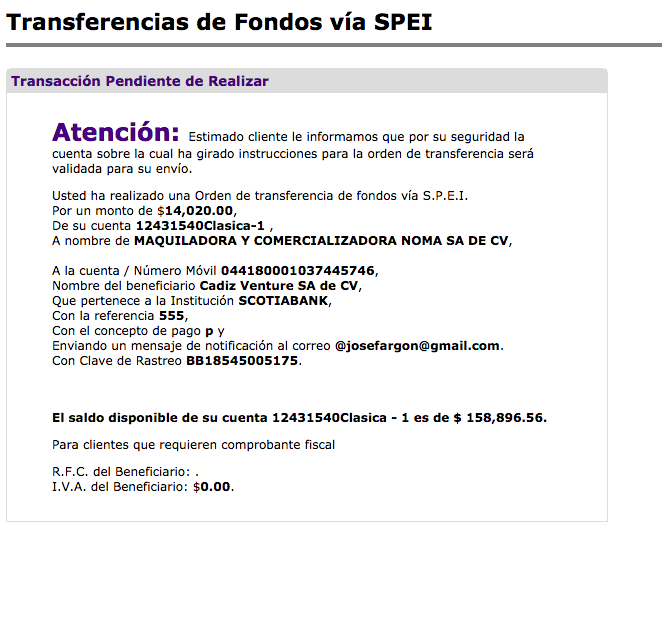 Transferencias de Fondos vía SPEI
Transacción Pendiente de Realizar
Atención: Estimado cliente le informamos que por su seguridad la
cuenta sobre la cual ha girado instrucciones para la orden de transferencia será
validada para su envío.
Usted ha realizado una Orden de transferencia de fondos vía S.P.E.I.
Por un monto de $14,020.00,
De su cuenta 12431540Clasica-1 ,
A nombre de MAQUILADORA Y COMERCIALIZADORA NOMA SA DE CV,
A la cuenta / Número Móvil 044180001037445746,
Nombre del beneficiario Cadiz Venture SA de CV,
Que pertenece a la Institución SCOTIABANK,
Con la referencia 555,
Con el concepto de pago p y
Enviando un mensaje de notificación al correo @josefargon@gmail.com.
Con Clave de Rastreo BB18545005175.
El saldo disponible de su cuenta 12431540Clasica - 1 es de $ 158,896.56.
Para clientes que requieren comprobante fiscal
R.F.C. del Beneficiario: .
I.V.A. del Beneficiario: $0.00.